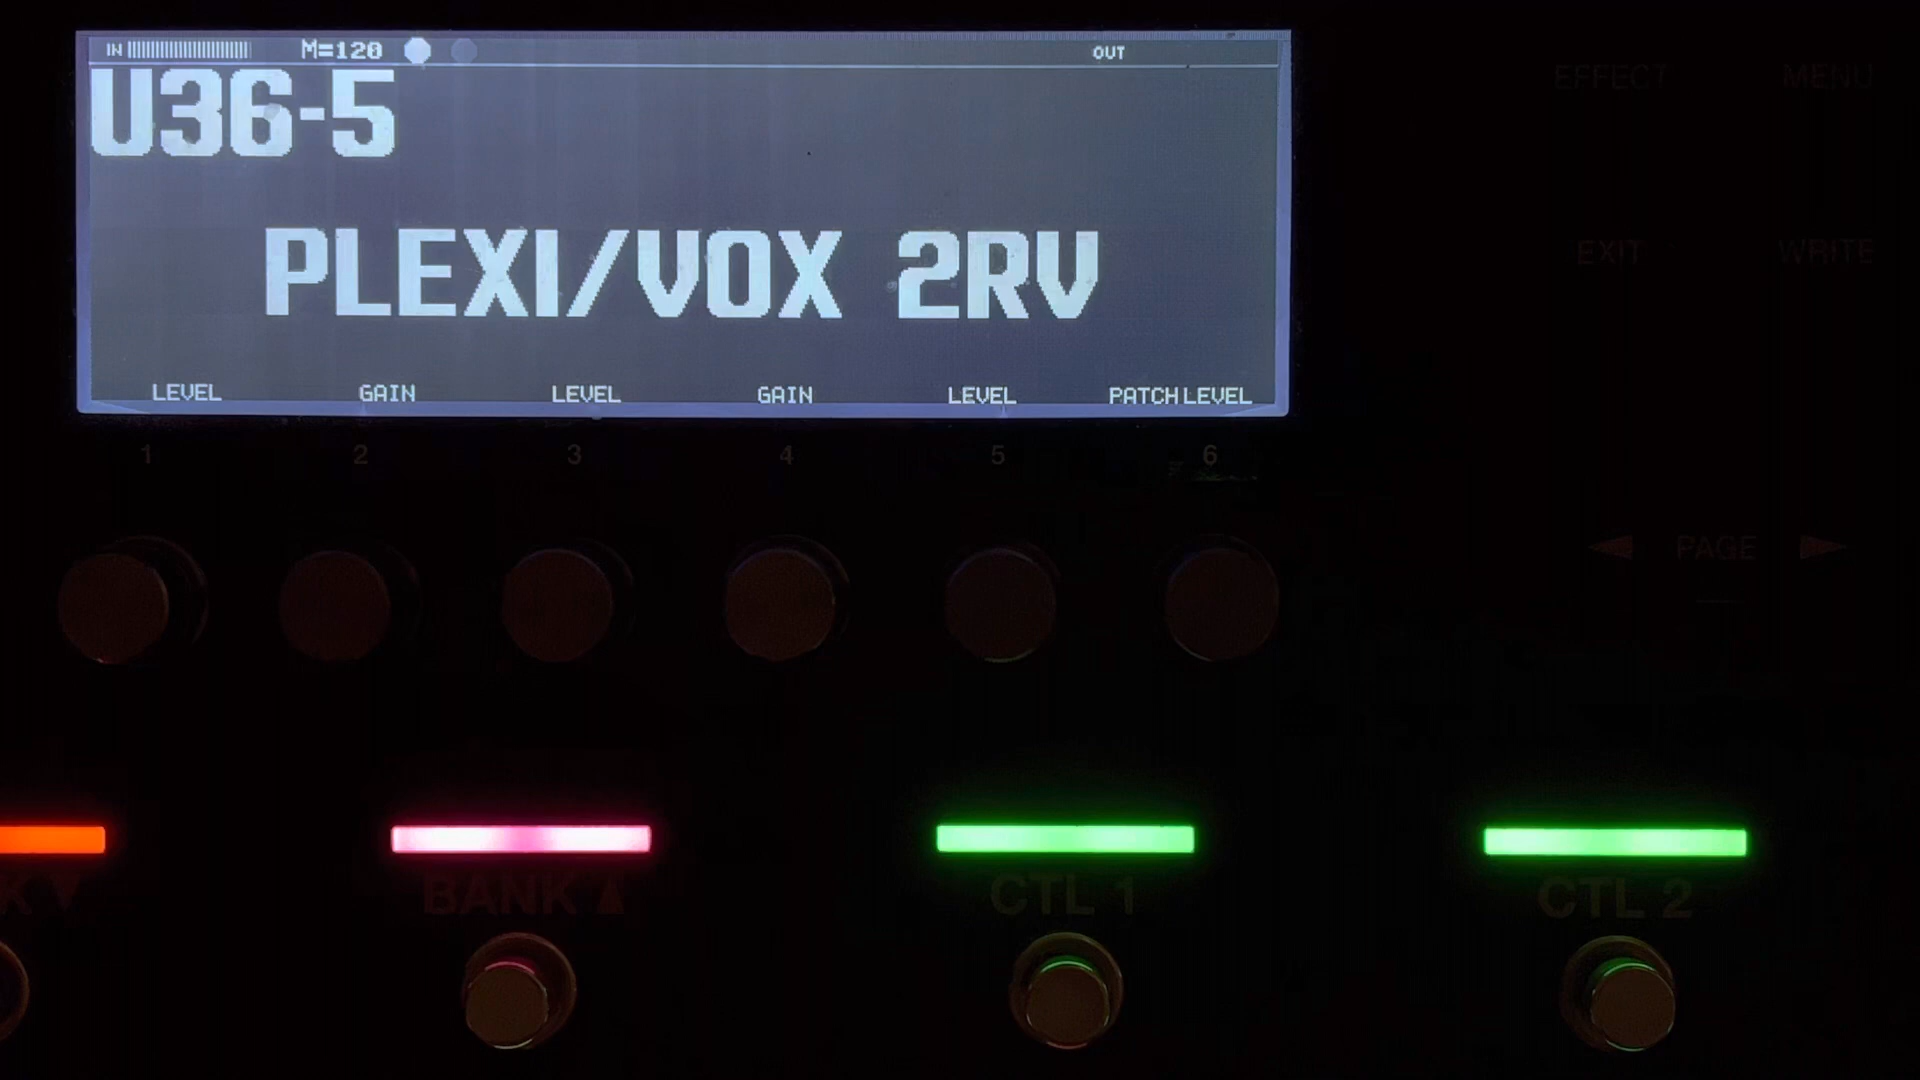 IN M=120 OUT
U36-5
PLEXI/VOX 2RV
LEVEL GAIN LEVEL GAIN LEVEL PATCH LEVEL
1 2 3 4 5 6
EFFECT MENU
EXIT WRITE
◀ PAGE ▶
K ▼ BANK ▲ CTL 1 CTL 2